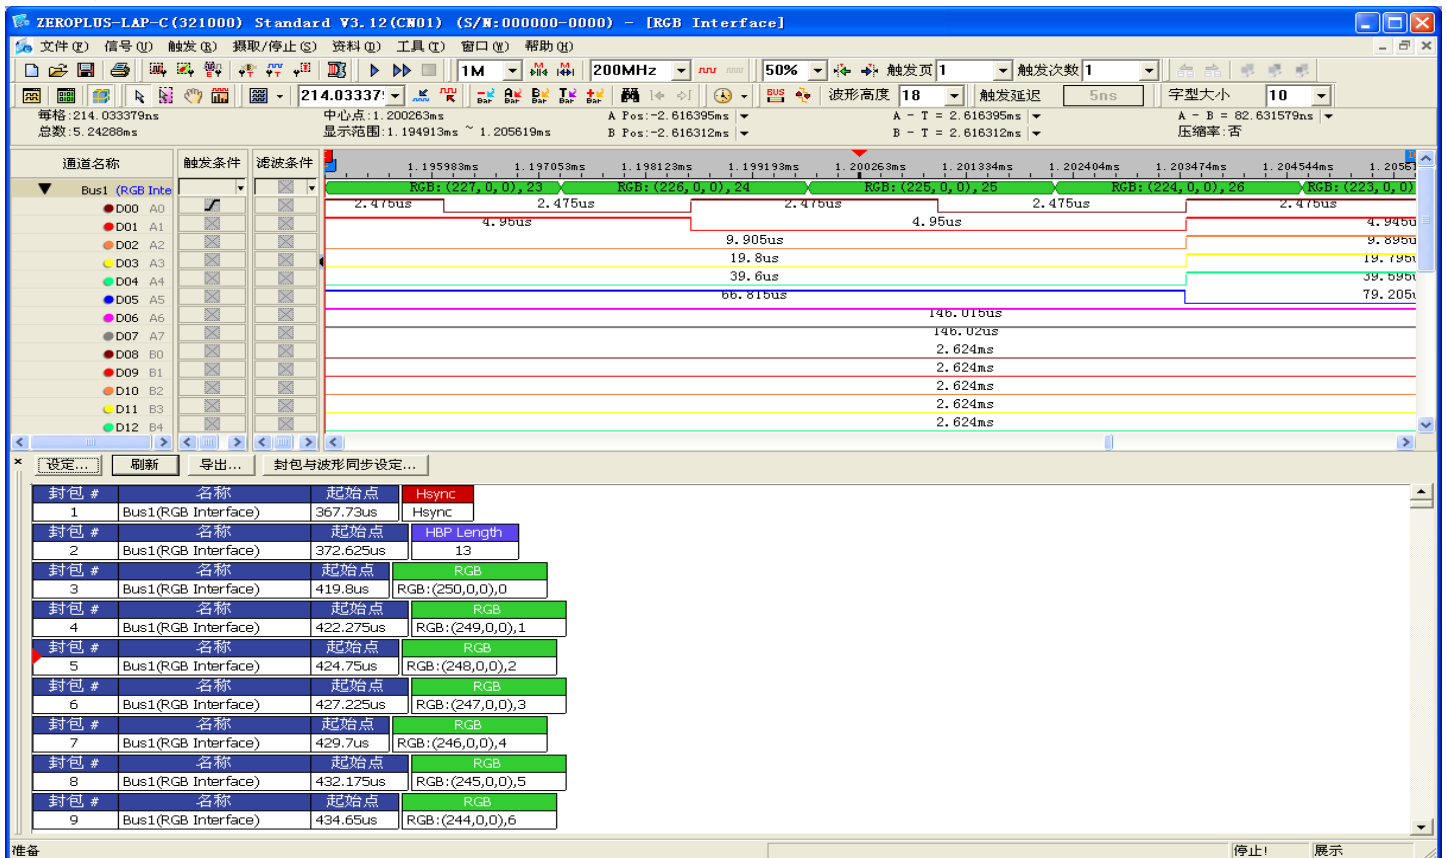 ZEROPLUS-LAP-C(321000) Standard V3.12(CN01) (S/N:000000-0000) - [RGB Interface]
文件(F) 信号(U) 触发(R) 摄取/停止(S) 资料(D) 工具(T) 窗口(W) 帮助(H)
1M 200MHz 50% 触发页 1 触发次数 1
214.03337! BUS 波形高度 18 触发延迟 5ns 字型大小 10
每格:214.033379ns 中心点:1.200263ms A Pos:-2.616395ms A - T = 2.616395ms A - B = 82.631579ns
总数:5.24288ms 显示范围:1.194913ms ~ 1.205619ms B Pos:-2.616312ms B - T = 2.616312ms 压缩率:否
通道名称 触发条件 滤波条件 1.195983ms 1.197053ms 1.198123ms 1.199193ms 1.200263ms 1.201334ms 1.202404ms 1.203474ms 1.204544ms 1.2056
Bus1 (RGB Inte RGB:(227,0,0),23 RGB:(226,0,0),24 RGB:(225,0,0),25 RGB:(224,0,0),26 RGB:(223,0,0)
D00 A0 2.475us 2.475us 2.475us 2.475us 2.475us
D01 A1 4.95us 4.95us 4.945u
D02 A2 9.905us 9.895u
D03 A3 19.8us 19.795u
D04 A4 39.6us 39.595u
D05 A5 66.815us 79.205u
D06 A6 146.015us
D07 A7 146.02us
D08 B0 2.624ms
D09 B1 2.624ms
D10 B2 2.624ms
D11 B3 2.624ms
D12 B4 2.624ms
设定... 刷新 导出... 封包与波形同步设定...
封包 # 名称 起始点 Hsync
1 Bus1(RGB Interface) 367.73us Hsync
封包 # 名称 起始点 HBP Length
2 Bus1(RGB Interface) 372.625us 13
封包 # 名称 起始点 RGB
3 Bus1(RGB Interface) 419.8us RGB:(250,0,0),0
封包 # 名称 起始点 RGB
4 Bus1(RGB Interface) 422.275us RGB:(249,0,0),1
封包 # 名称 起始点 RGB
5 Bus1(RGB Interface) 424.75us RGB:(248,0,0),2
封包 # 名称 起始点 RGB
6 Bus1(RGB Interface) 427.225us RGB:(247,0,0),3
封包 # 名称 起始点 RGB
7 Bus1(RGB Interface) 429.7us RGB:(246,0,0),4
封包 # 名称 起始点 RGB
8 Bus1(RGB Interface) 432.175us RGB:(245,0,0),5
封包 # 名称 起始点 RGB
9 Bus1(RGB Interface) 434.65us RGB:(244,0,0),6
准备 停止! 展示